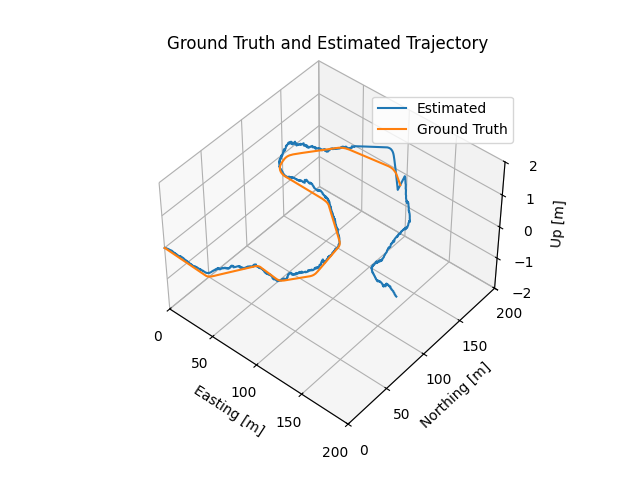 Ground Truth and Estimated Trajectory
Estimated
Ground Truth
2
1
0
−1
−2
Up [m]
0
50
100
150
200
Easting [m]
0
50
100
150
200
Northing [m]